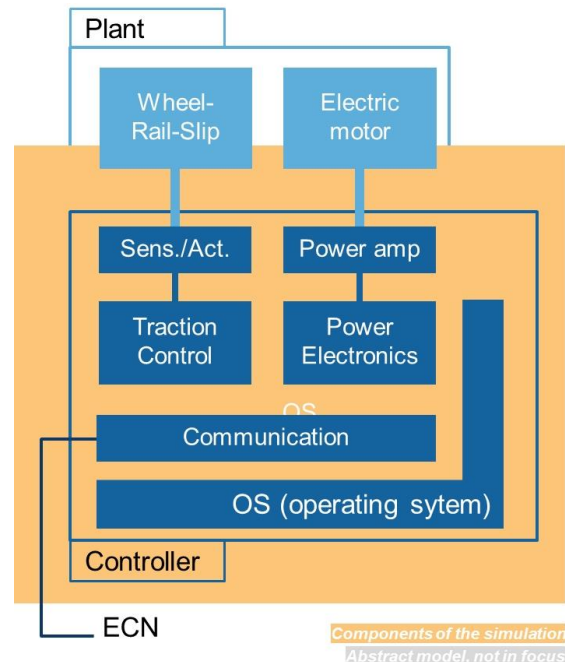 Plant
Wheel-
Rail-Slip
Electric
motor
Sens./Act.
Power amp
Traction
Control
Power
Electronics
OS
Communication
OS (operating sytem)
Controller
ECN
Components of the simulation
Abstract model, not in focus